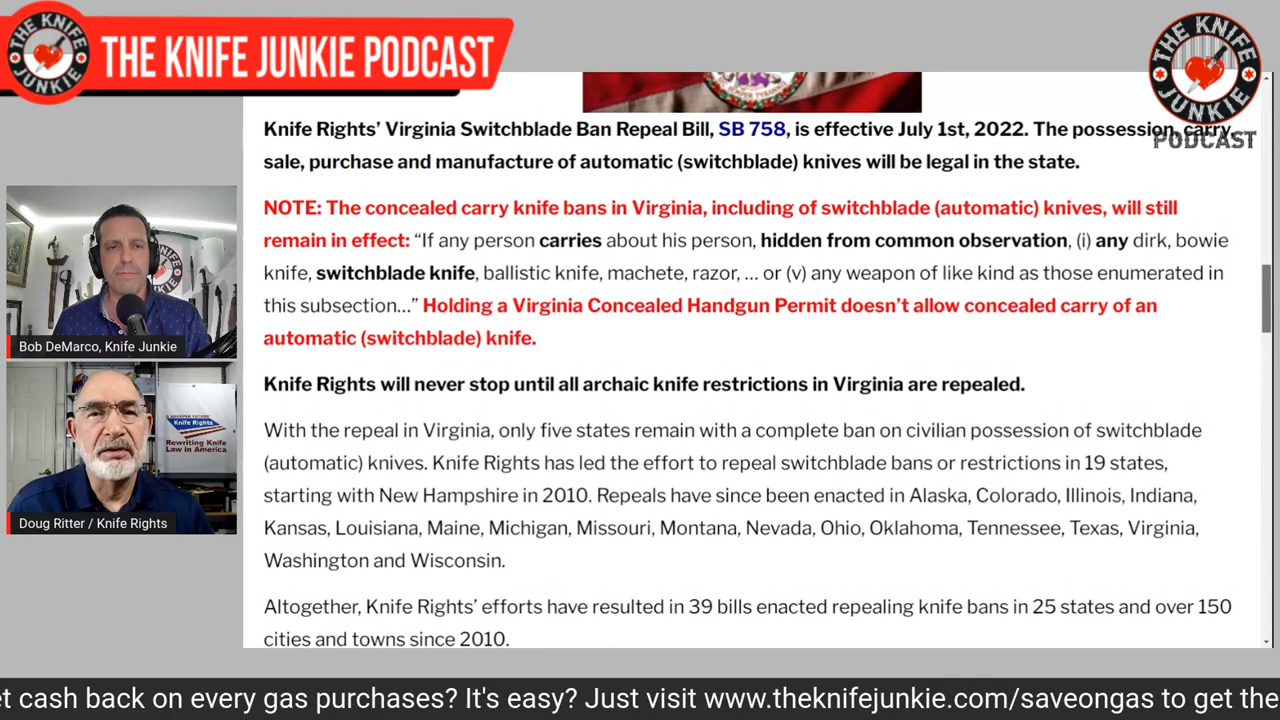 THE KNIFE JUNKIE
THE KNIFE JUNKIE PODCAST
THE KNIFE JUNKIE
PODCAST
Knife Rights’ Virginia Switchblade Ban Repeal Bill, SB 758, is effective July 1st, 2022. The possession, carry,
sale, purchase and manufacture of automatic (switchblade) knives will be legal in the state.
NOTE: The concealed carry knife bans in Virginia, including of switchblade (automatic) knives, will still
remain in effect: “If any person carries about his person, hidden from common observation, (i) any dirk, bowie
knife, switchblade knife, ballistic knife, machete, razor, … or (v) any weapon of like kind as those enumerated in
this subsection…” Holding a Virginia Concealed Handgun Permit doesn’t allow concealed carry of an
automatic (switchblade) knife.
Knife Rights will never stop until all archaic knife restrictions in Virginia are repealed.
With the repeal in Virginia, only five states remain with a complete ban on civilian possession of switchblade
(automatic) knives. Knife Rights has led the effort to repeal switchblade bans or restrictions in 19 states,
starting with New Hampshire in 2010. Repeals have since been enacted in Alaska, Colorado, Illinois, Indiana,
Kansas, Louisiana, Maine, Michigan, Missouri, Montana, Nevada, Ohio, Oklahoma, Tennessee, Texas, Virginia,
Washington and Wisconsin.
Altogether, Knife Rights’ efforts have resulted in 39 bills enacted repealing knife bans in 25 states and over 150
cities and towns since 2010.
Bob DeMarco, Knife Junkie
Knife Rights
Rewriting Knife
Law in America
Doug Ritter / Knife Rights
et cash back on every gas purchases? It's easy? Just visit www.theknifejunkie.com/saveongas to get the